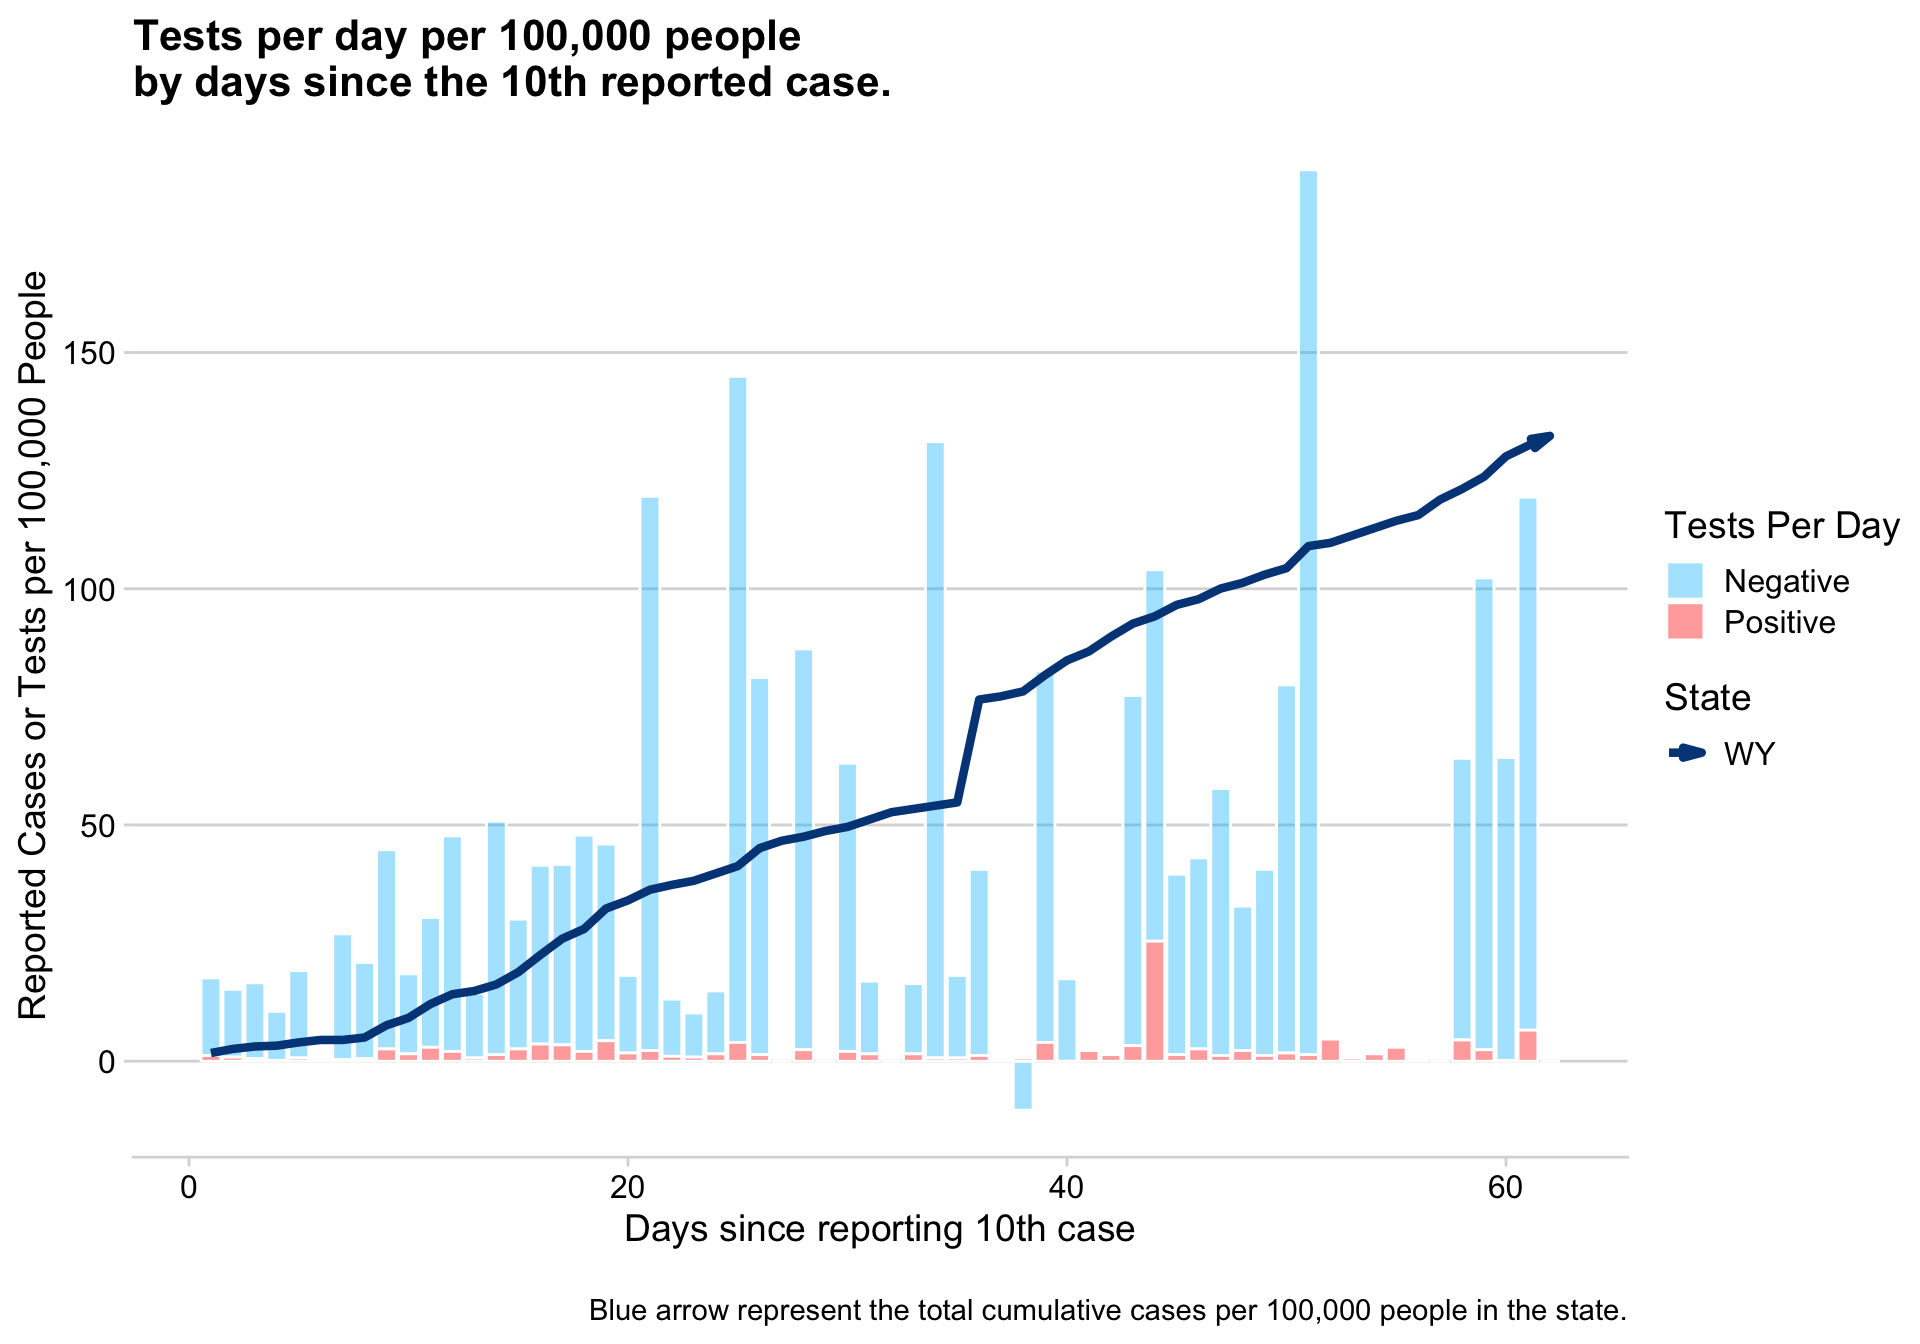 Tests per day per 100,000 people
by days since the 10th reported case.
Reported Cases or Tests per 100,000 People
150
100
50
0
0
20
40
60
Days since reporting 10th case
Tests Per Day
Negative
Positive
State
WY
Blue arrow represent the total cumulative cases per 100,000 people in the state.